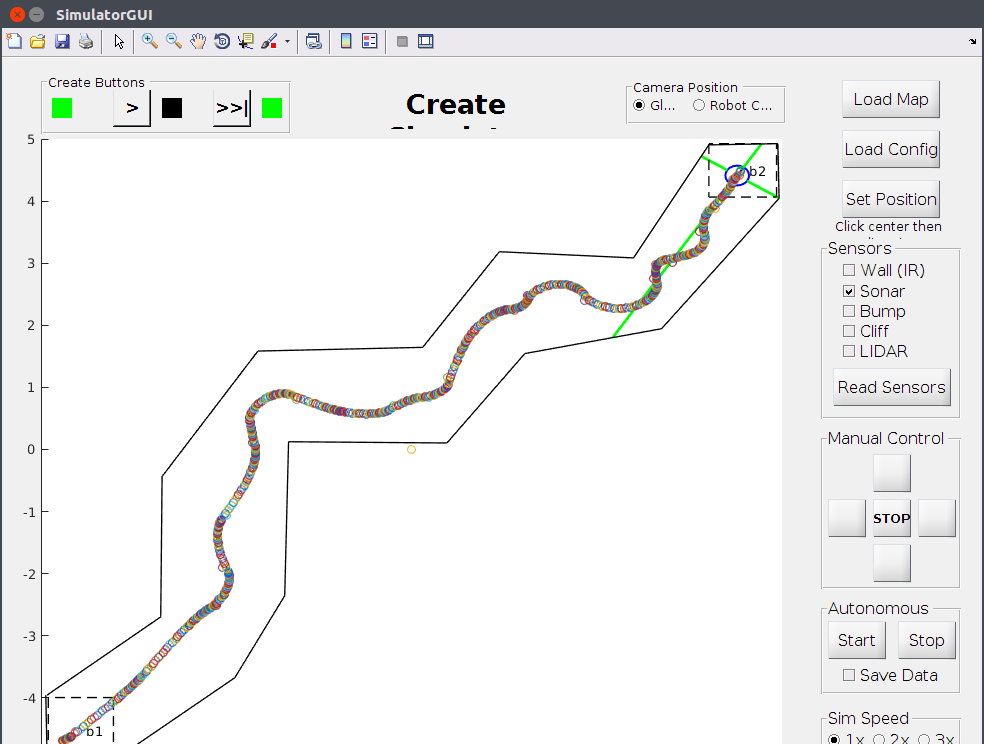 SimulatorGUI
Create Buttons
>
>>|
Create
Camera Position
Gl...
Robot C...
Load Map
Load Config
Set Position
Click center then
Sensors
Wall (IR)
Sonar
Bump
Cliff
LIDAR
Read Sensors
Manual Control
STOP
Autonomous
Start
Stop
Save Data
Sim Speed
1x
2x
3x
5
4
3
2
1
0
-1
-2
-3
-4
b2
b1